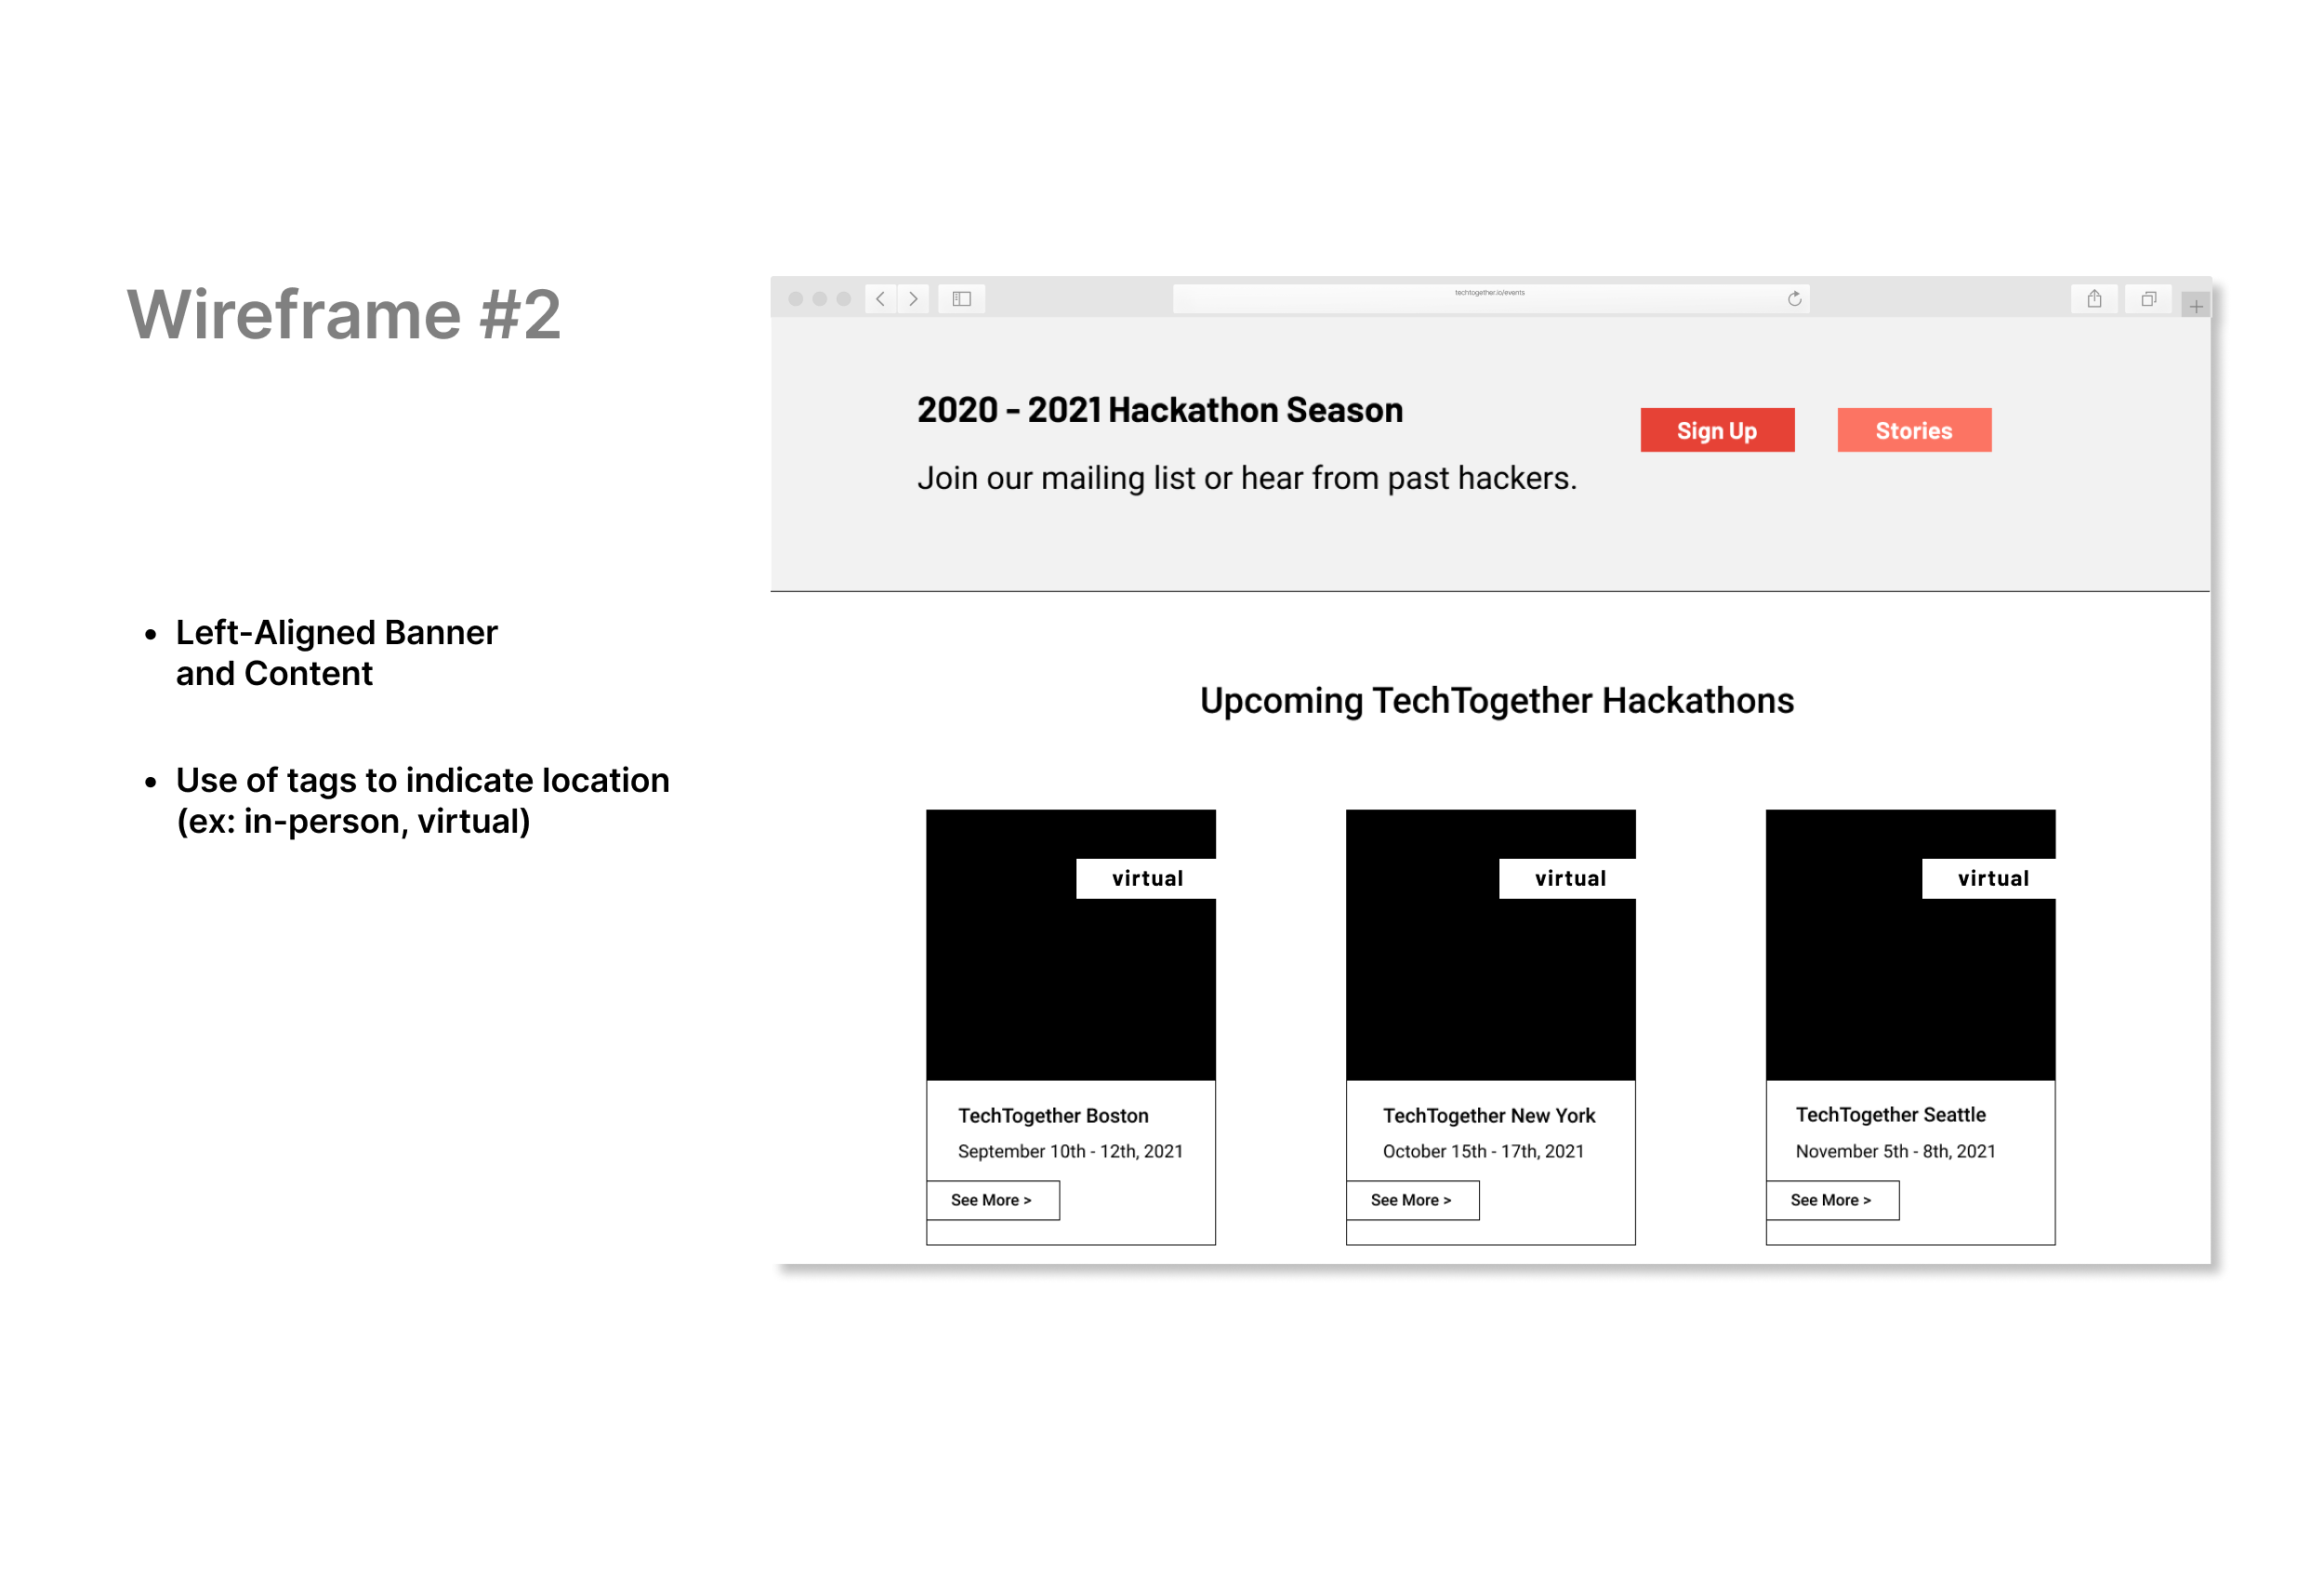 Wireframe #2
• Left-Aligned Banner
and Content
• Use of tags to indicate location
(ex: in-person, virtual)
techtogether.io/events
2020 - 2021 Hackathon Season
Join our mailing list or hear from past hackers.
Sign Up
Stories
Upcoming TechTogether Hackathons
virtual
TechTogether Boston
September 10th - 12th, 2021
See More >
virtual
TechTogether New York
October 15th - 17th, 2021
See More >
virtual
TechTogether Seattle
November 5th - 8th, 2021
See More >